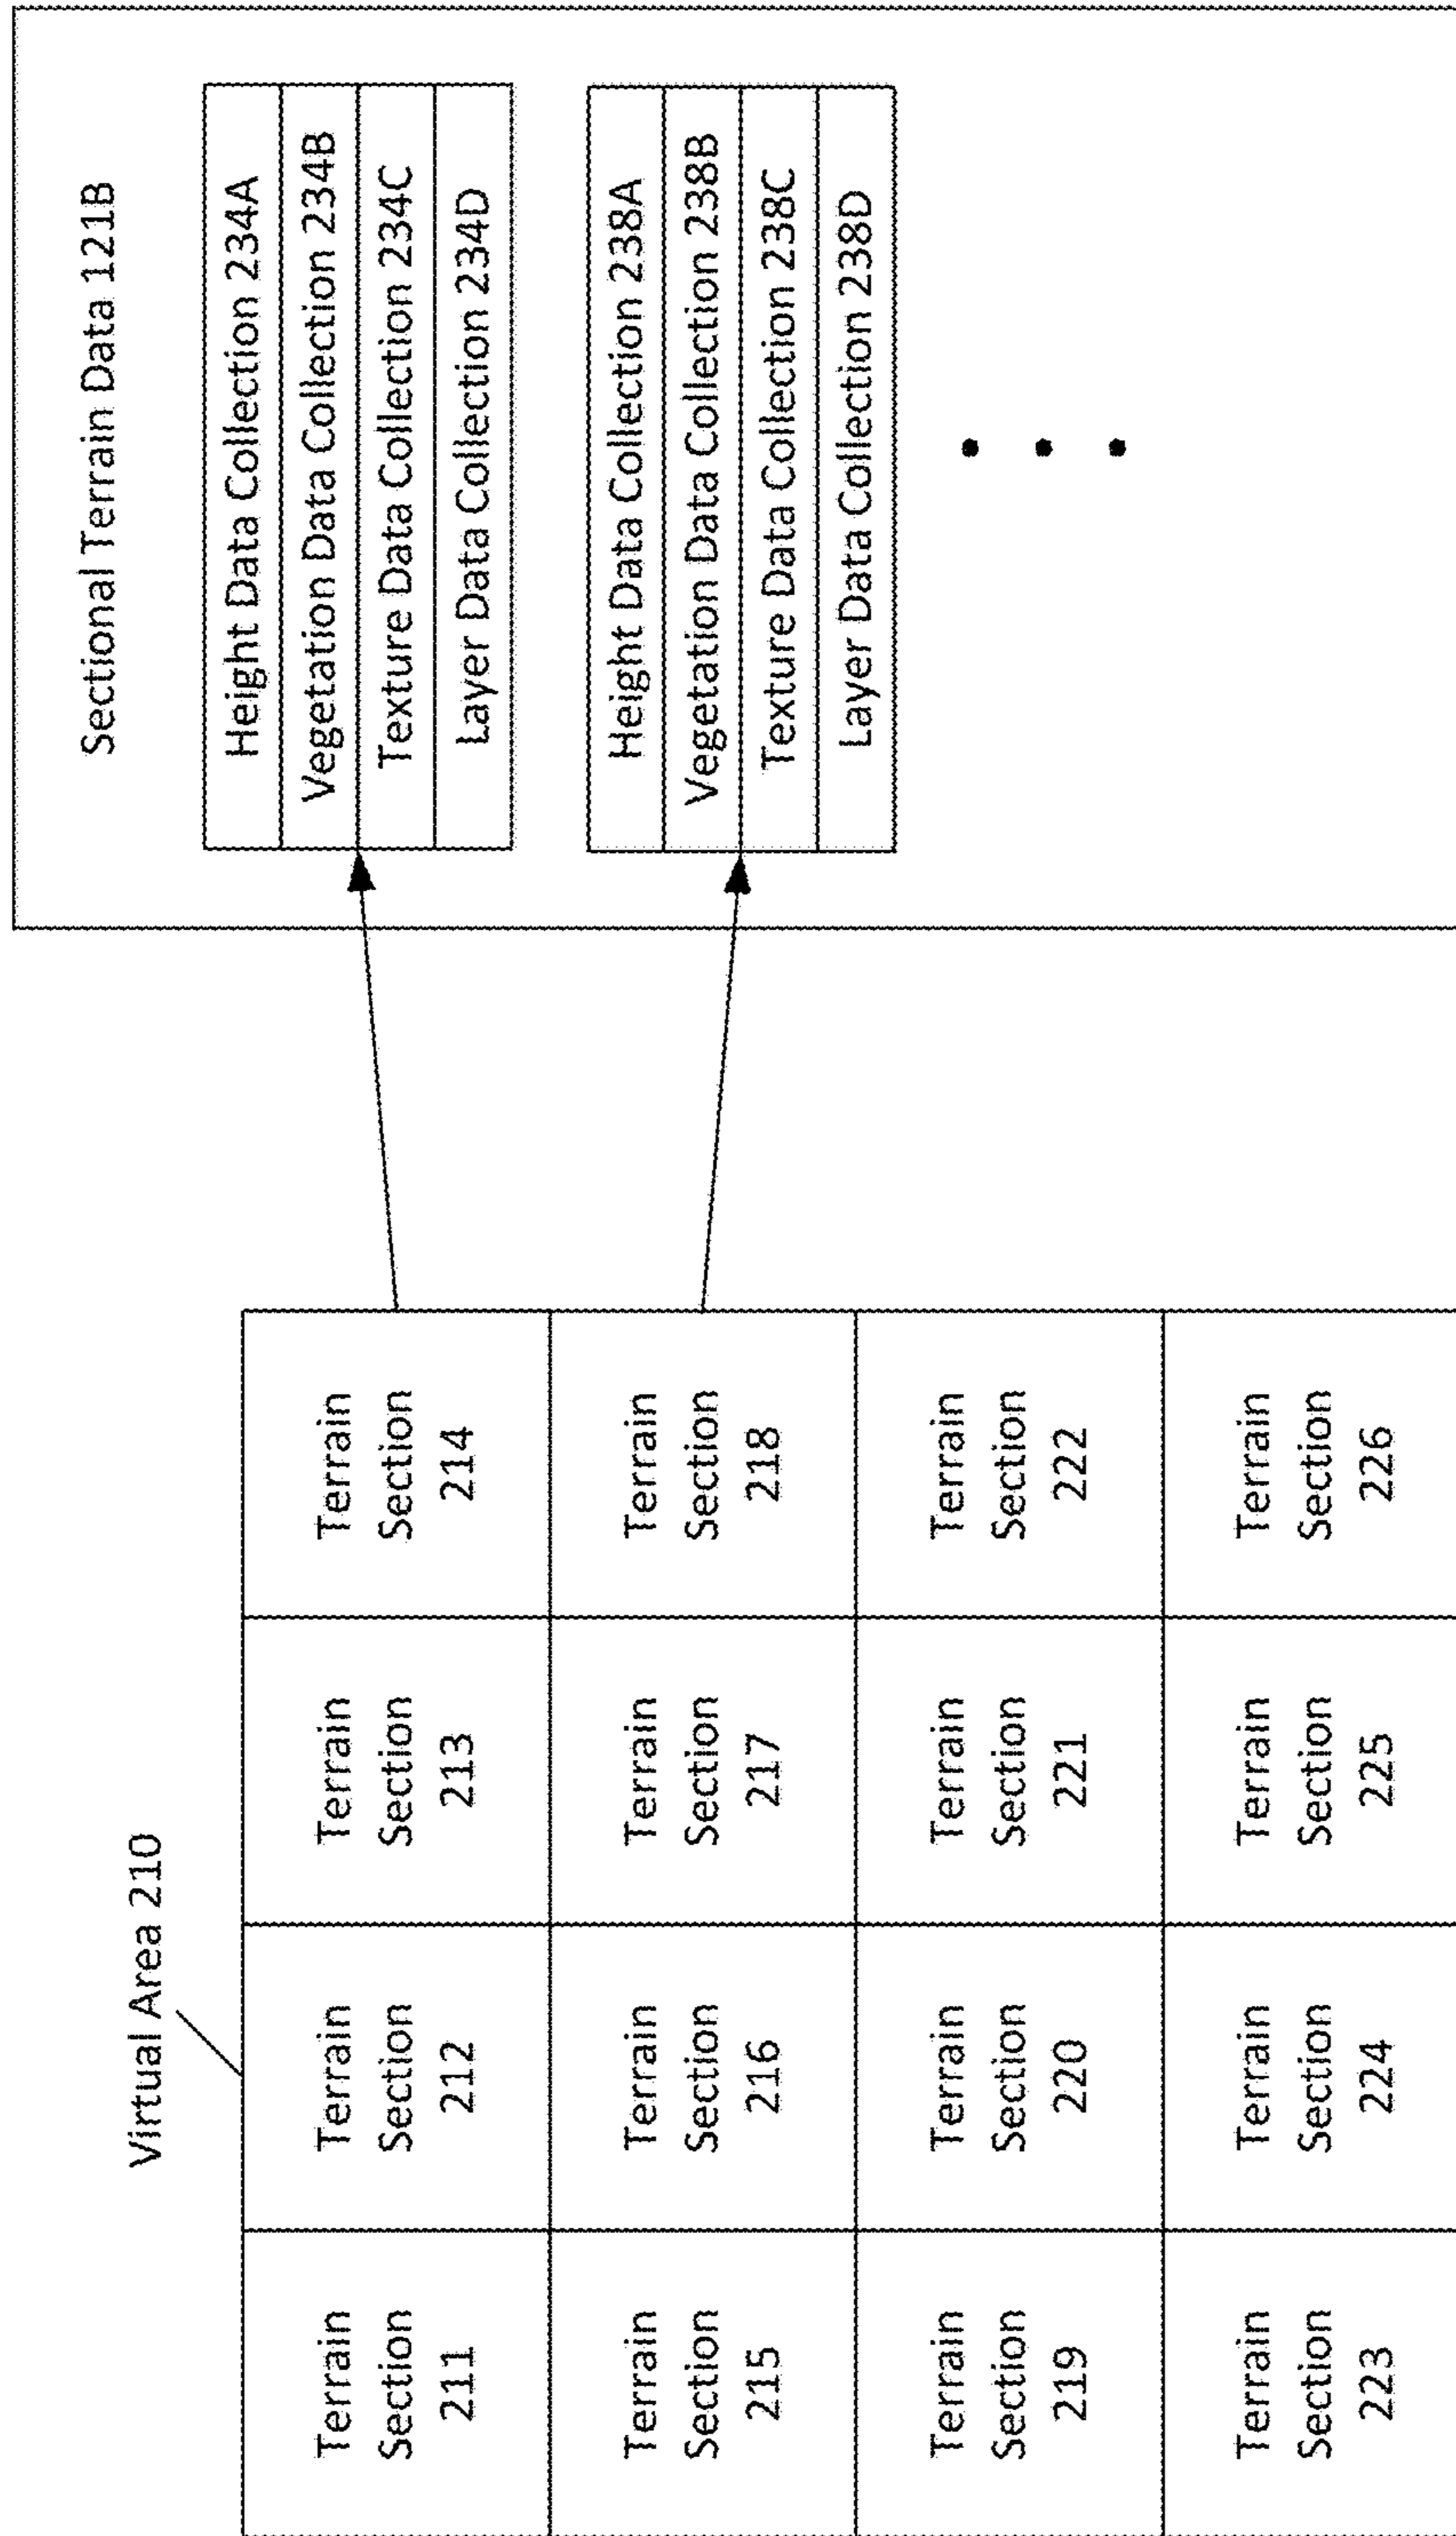 Virtual Area 210
Terrain
Section
211
Terrain
Section
212
Terrain
Section
213
Terrain
Section
214
Terrain
Section
215
Terrain
Section
216
Terrain
Section
217
Terrain
Section
218
Terrain
Section
219
Terrain
Section
220
Terrain
Section
221
Terrain
Section
222
Terrain
Section
223
Terrain
Section
224
Terrain
Section
225
Terrain
Section
226
Sectional Terrain Data 121B
Height Data Collection 234A
Vegetation Data Collection 234B
Texture Data Collection 234C
Layer Data Collection 234D
Height Data Collection 238A
Vegetation Data Collection 238B
Texture Data Collection 238C
Layer Data Collection 238D